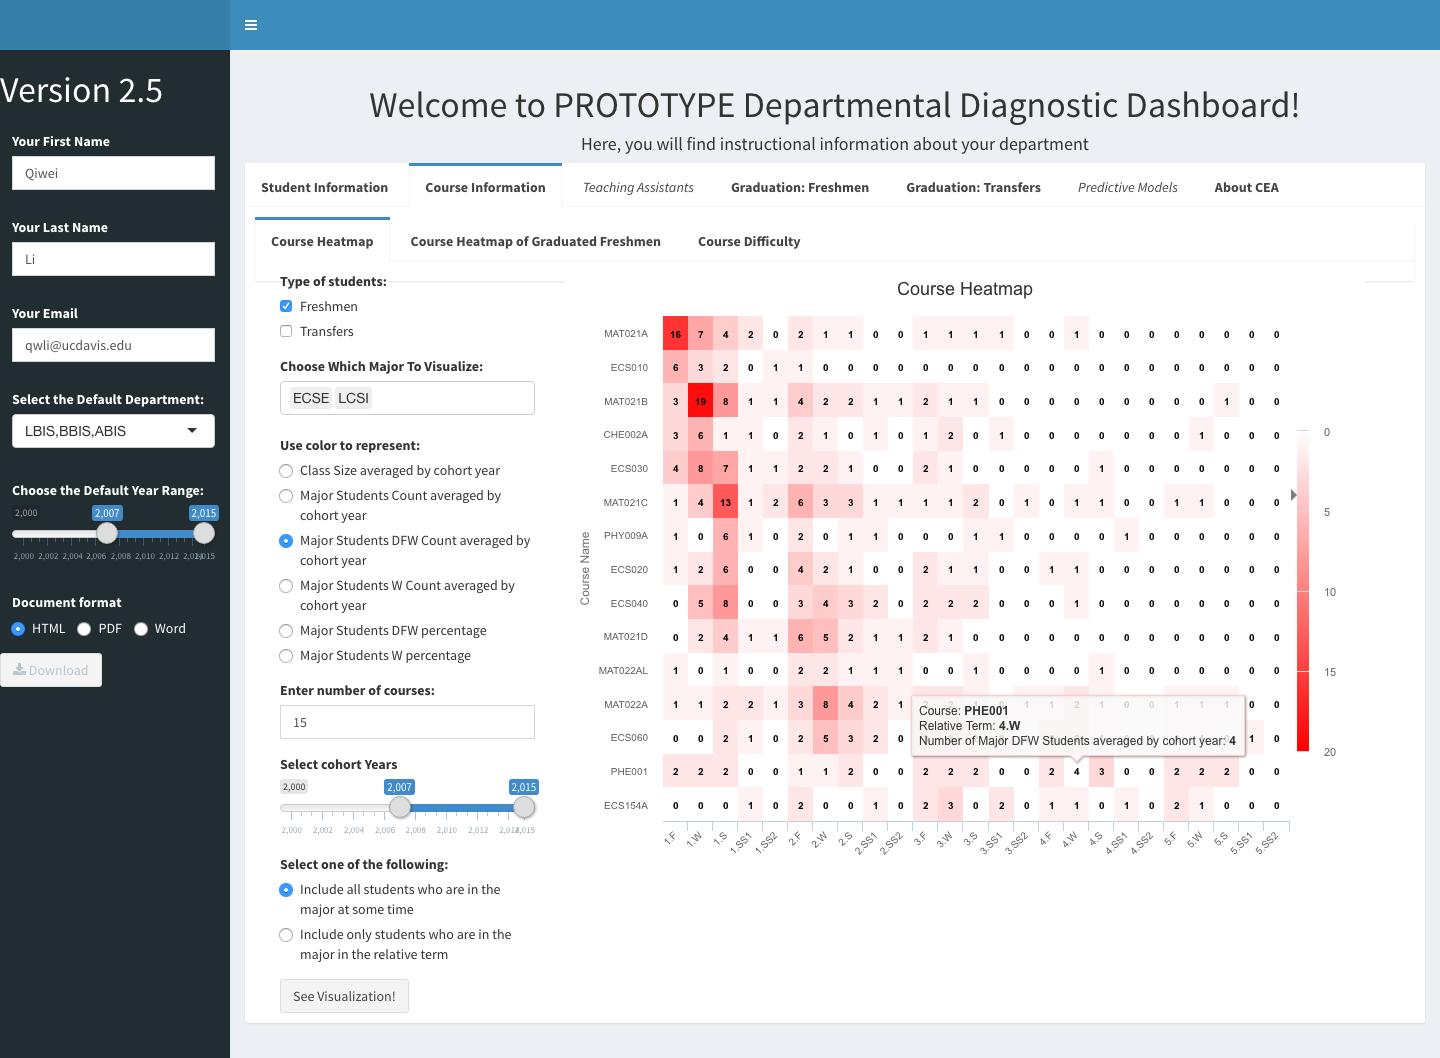 Version 2.5
Your First Name
Qiwei
Your Last Name
Li
Your Email
qwli@ucdavis.edu
Select the Default Department:
LBIS,BBIS,ABIS
Choose the Default Year Range:
2,000 2,007 2,015
2,000 2,002 2,004 2,006 2,008 2,010 2,012 2,015
Document format
HTML PDF Word
Download
Welcome to PROTOTYPE Departmental Diagnostic Dashboard!
Here, you will find instructional information about your department
Student Information Course Information Teaching Assistants Graduation: Freshmen Graduation: Transfers Predictive Models About CEA
Course Heatmap Course Heatmap of Graduated Freshmen Course Difficulty
Type of students:
Freshmen
Transfers
Choose Which Major To Visualize:
ECSE LCSI
Use color to represent:
Class Size averaged by cohort year
Major Students Count averaged by
cohort year
Major Students DFW Count averaged by
cohort year
Major Students W Count averaged by
cohort year
Major Students DFW percentage
Major Students W percentage
Enter number of courses:
15
Select cohort Years
2,000 2,007 2,015
2,000 2,002 2,004 2,006 2,008 2,010 2,012 2,015
Select one of the following:
Include all students who are in the
major at some time
Include only students who are in the
major in the relative term
See Visualization!
Course Heatmap
Course Name
MAT021A 16 7 4 2 0 2 1 1 0 0 1 1 1 1 0 0 1 0 0 0 0 0 0 0 0
ECS010 6 3 2 0 1 1 0 0 0 0 0 0 0 0 0 0 0 0 0 0 0 0 0 0 0
MAT021B 3 19 8 1 1 4 2 2 1 1 2 1 1 0 0 0 0 0 0 0 0 0 1 0 0
CHE002A 3 6 1 1 0 2 1 0 1 0 1 2 0 1 0 0 0 0 0 0 0 1 0 0 0
ECS030 4 8 7 1 1 2 2 1 0 0 2 1 0 0 0 0 0 1 0 0 0 0 0 0 0
MAT021C 1 4 13 1 2 6 3 3 1 1 1 1 2 0 1 0 1 1 0 0 1 1 0 0 0
PHY009A 1 0 6 1 0 2 0 1 1 0 0 0 1 1 0 0 0 0 1 0 0 0 0 0 0
ECS020 1 2 6 0 0 4 2 1 0 0 2 1 1 0 0 1 1 0 0 0 0 0 0 0 0
ECS040 0 5 8 0 0 3 4 3 2 0 2 2 2 0 0 0 1 0 0 0 0 0 0 0 0
MAT021D 0 2 4 1 1 6 5 2 1 1 2 1 0 0 0 0 0 0 0 0 0 0 0 0 0
MAT022AL 1 0 1 0 0 2 2 1 1 1 0 0 1 0 0 0 0 1 0 0 0 0 0 0 0
MAT022A 1 1 2 2 1 3 8 4 2 1 0 0
ECS060 0 0 2 1 0 2 5 3 2 0 1 0
PHE001 2 2 2 0 0 1 1 2 0 0 2 2 2 0 0 2 4 3 0 0 2 2 2 0 0
ECS154A 0 0 0 1 0 2 0 0 1 0 2 3 0 2 0 1 1 0 1 0 2 1 0 0 0
Course: PHE001
Relative Term: 4.W
Number of Major DFW Students averaged by cohort year: 4
1.F 1.W 1.S 1.SS1 1.SS2 2.F 2.W 2.S 2.SS1 2.SS2 3.F 3.W 3.S 3.SS1 3.SS2 4.F 4.W 4.S 4.SS1 4.SS2 5.F 5.W 5.S 5.SS1 5.SS2
0
5
10
15
20